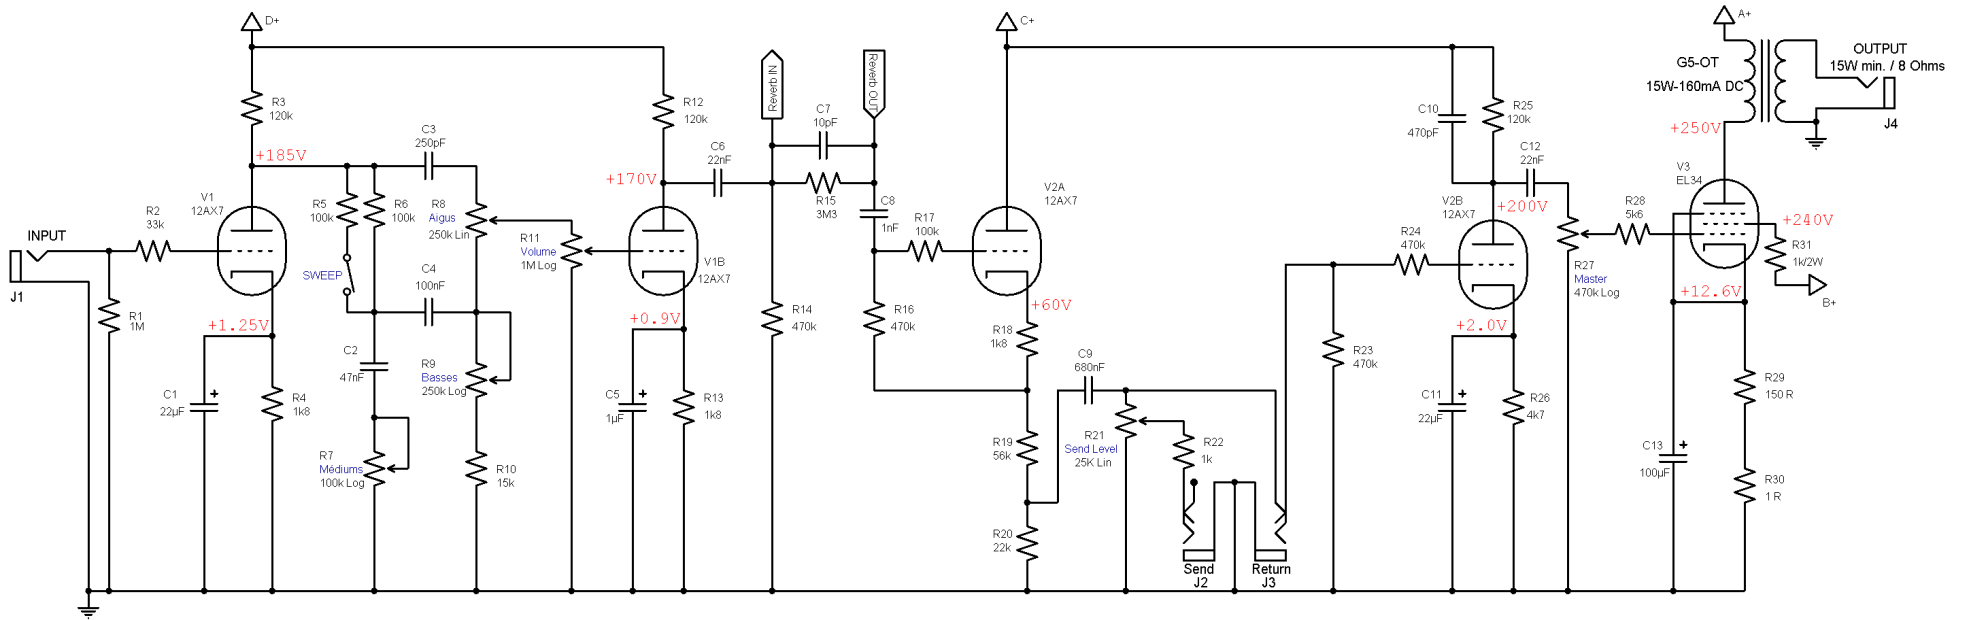 D+
R3
120k
+185V
V1
12AX7
INPUT
J1
R2
33k
R1
1M
+1.25V
C1
22µF
R4
1k8
R5
100k
R6
100k
SWEEP
C3
250pF
R8
Aigus
250k Lin
C4
100nF
C2
47nF
R9
Basses
250k Log
R7
Médiums
100k Log
R10
15k
R11
Volume
1M Log
R12
120k
+170V
V1B
12AX7
+0.9V
C5
1µF
R13
1k8
C6
22nF
Reverb IN
Reverb OUT
C7
10pF
R15
3M3
C8
1nF
R14
470k
R16
470k
R17
100k
C+
V2A
12AX7
+60V
R18
1k8
R19
56k
R20
22k
C9
680nF
R21
Send Level
25K Lin
R22
1k
Send
J2
Return
J3
R23
470k
R24
470k
C10
470pF
R25
120k
V2B
12AX7
+200V
+2.0V
C11
22µF
R26
4k7
C12
22nF
R27
Master
470k Log
R28
5k6
A+
G5-OT
15W-160mA DC
OUTPUT
15W min. / 8 Ohms
J4
+250V
V3
EL34
+240V
R31
1k/2W
B+
+12.6V
R29
150 R
C13
100µF
R30
1 R